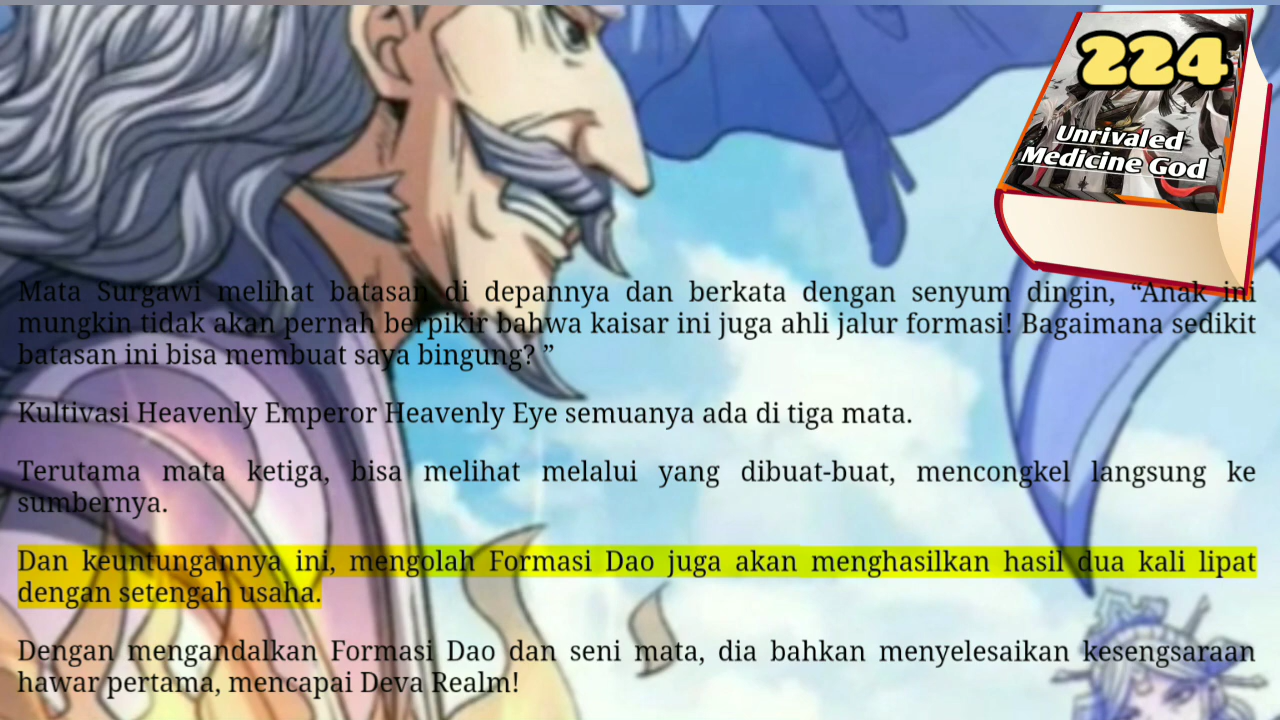 224
Unrivaled
Medicine God
Mata Surgawi melihat batasan di depannya dan berkata dengan senyum dingin, “Anak ini
mungkin tidak akan pernah berpikir bahwa kaisar ini juga ahli jalur formasi! Bagaimana sedikit
batasan ini bisa membuat saya bingung? ”
Kultivasi Heavenly Emperor Heavenly Eye semuanya ada di tiga mata.
Terutama mata ketiga, bisa melihat melalui yang dibuat-buat, mencongkel langsung ke
sumbernya.
Dan keuntungannya ini, mengolah Formasi Dao juga akan menghasilkan hasil dua kali lipat
dengan setengah usaha.
Dengan mengandalkan Formasi Dao dan seni mata, dia bahkan menyelesaikan kesengsaraan
hawar pertama, mencapai Deva Realm!